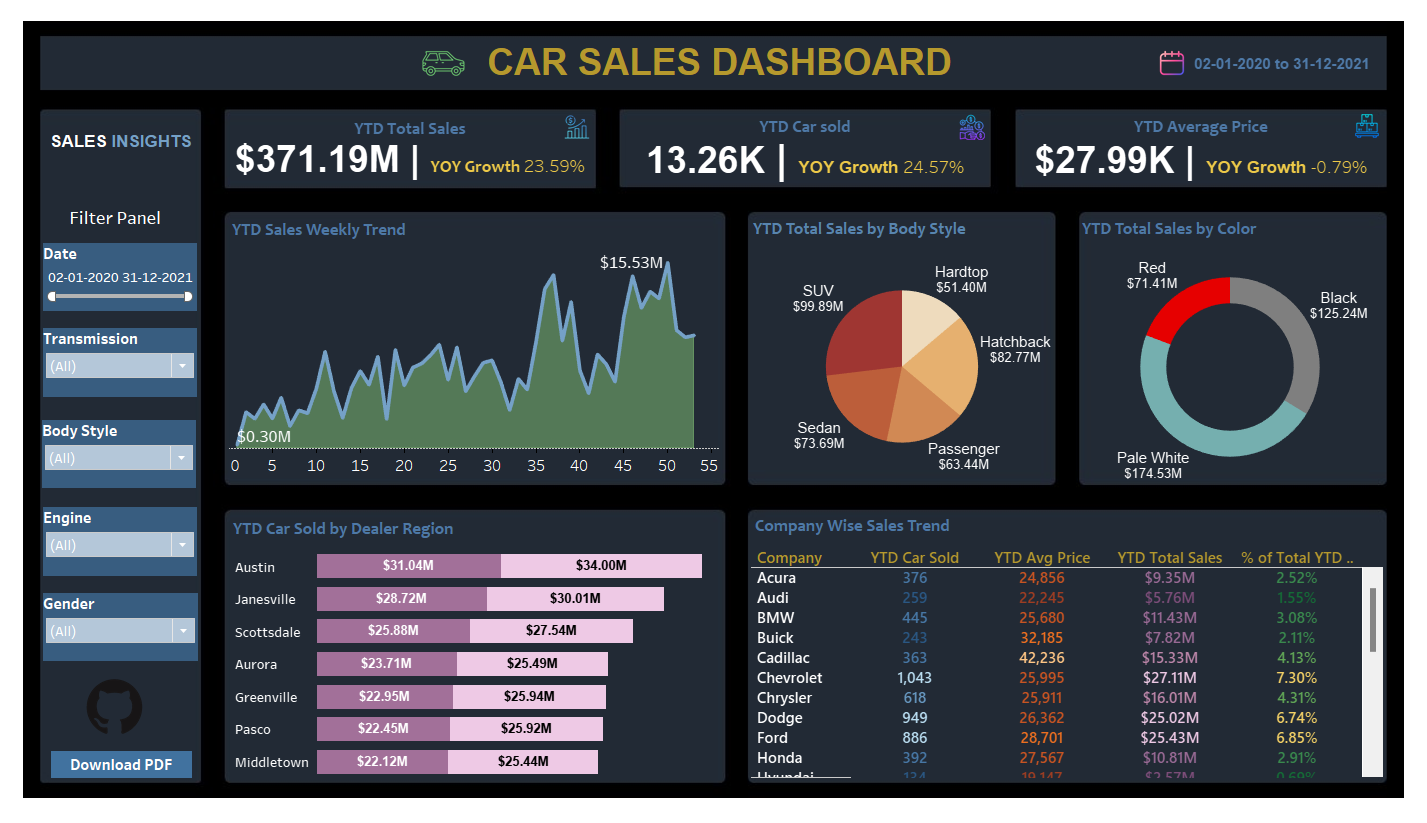 CAR SALES DASHBOARD
02-01-2020 to 31-12-2021
SALES INSIGHTS
Filter Panel
Date
02-01-2020 31-12-2021
Transmission
(All)
Body Style
(All)
Engine
(All)
Gender
(All)
Download PDF
YTD Total Sales
$371.19M | YOY Growth 23.59%
YTD Car sold
13.26K | YOY Growth 24.57%
YTD Average Price
$27.99K | YOY Growth -0.79%
YTD Sales Weekly Trend
$15.53M
$0.30M
0 5 10 15 20 25 30 35 40 45 50 55
YTD Total Sales by Body Style
Hardtop
$51.40M
SUV
$99.89M
Hatchback
$82.77M
Sedan
$73.69M
Passenger
$63.44M
YTD Total Sales by Color
Red
$71.41M
Black
$125.24M
Pale White
$174.53M
YTD Car Sold by Dealer Region
Austin $31.04M $34.00M
Janesville $28.72M $30.01M
Scottsdale $25.88M $27.54M
Aurora $23.71M $25.49M
Greenville $22.95M $25.94M
Pasco $22.45M $25.92M
Middletown $22.12M $25.44M
Company Wise Sales Trend
Company YTD Car Sold YTD Avg Price YTD Total Sales % of Total YTD ..
Acura 376 24,856 $9.35M 2.52%
Audi 259 22,245 $5.76M 1.55%
BMW 445 25,680 $11.43M 3.08%
Buick 243 32,185 $7.82M 2.11%
Cadillac 363 42,236 $15.33M 4.13%
Chevrolet 1,043 25,995 $27.11M 7.30%
Chrysler 618 25,911 $16.01M 4.31%
Dodge 949 26,362 $25.02M 6.74%
Ford 886 28,701 $25.43M 6.85%
Honda 392 27,567 $10.81M 2.91%
Hyundai 134 19,147 $2.57M 0.69%